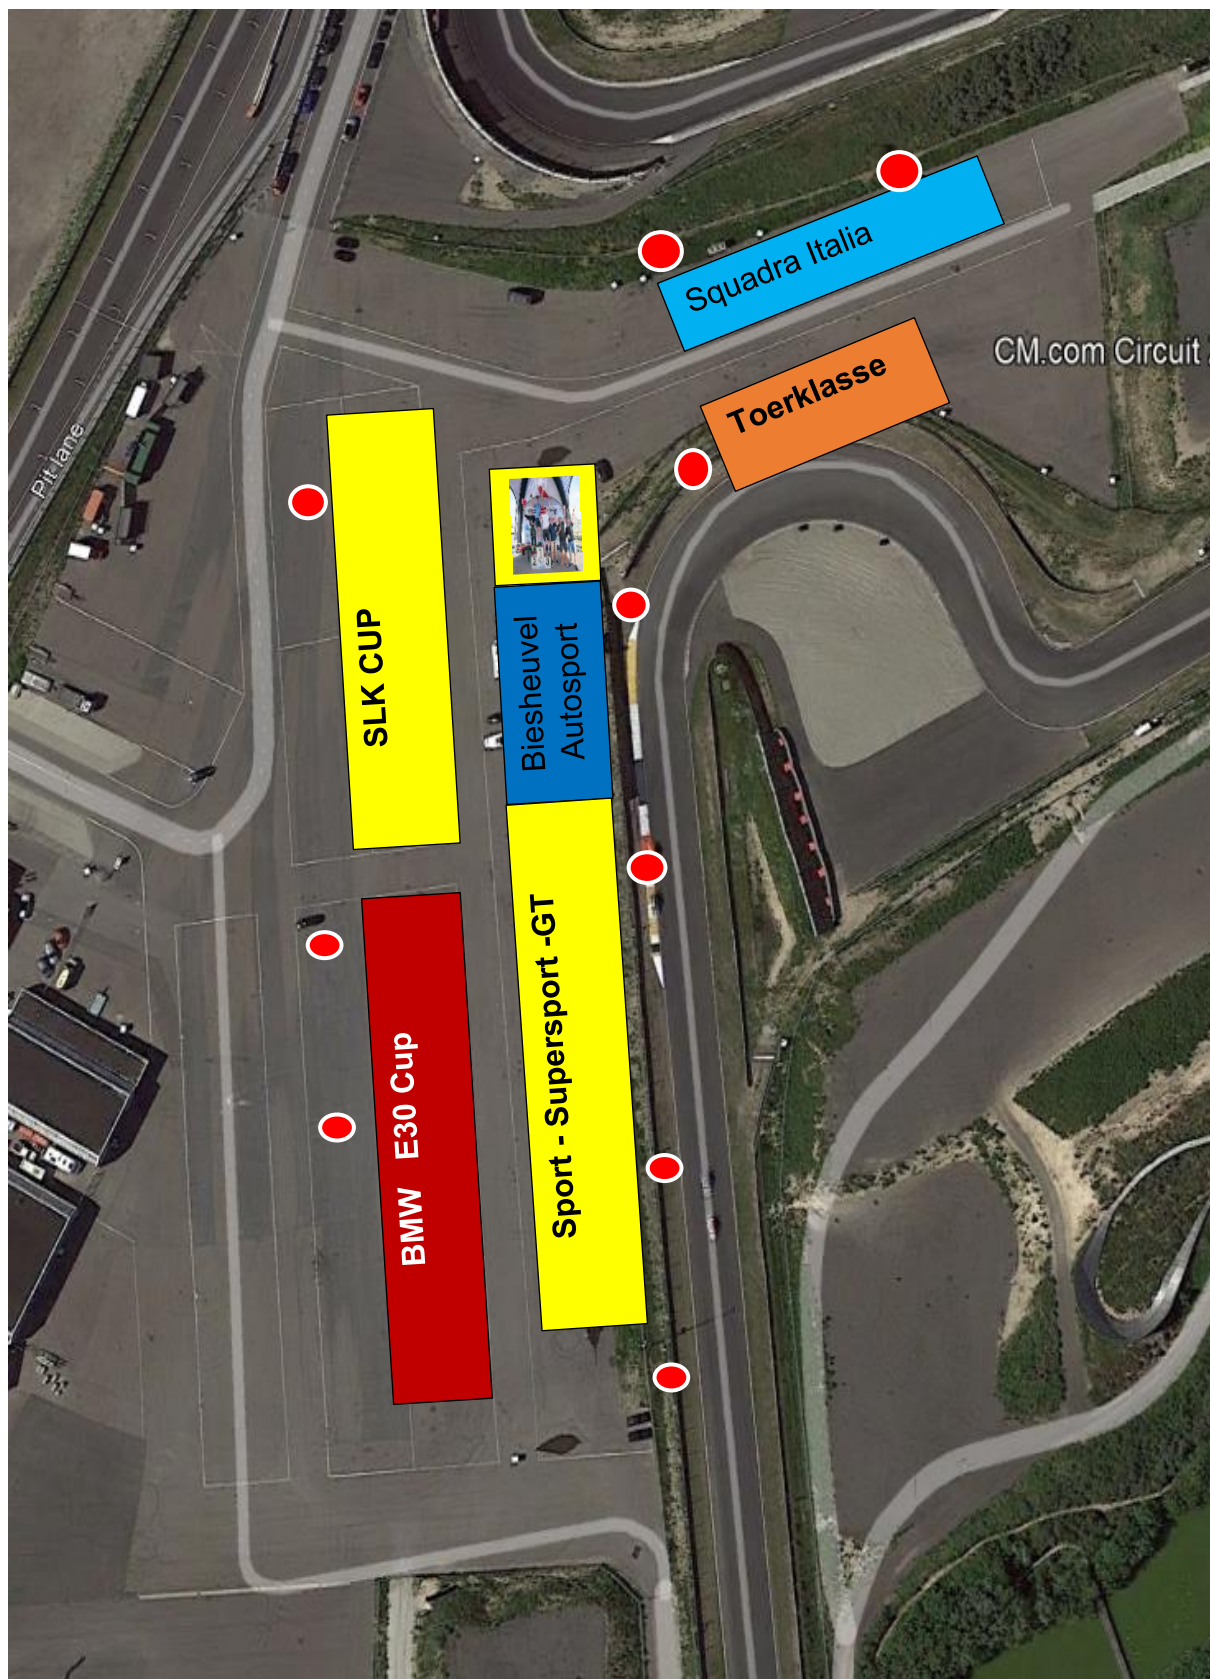 Squadra Italia
CM.com Circuit
Toerklasse
Pit lane
SLK CUP
Biesheuvel
Autosport
Sport - Supersport -GT
BMW E30 Cup